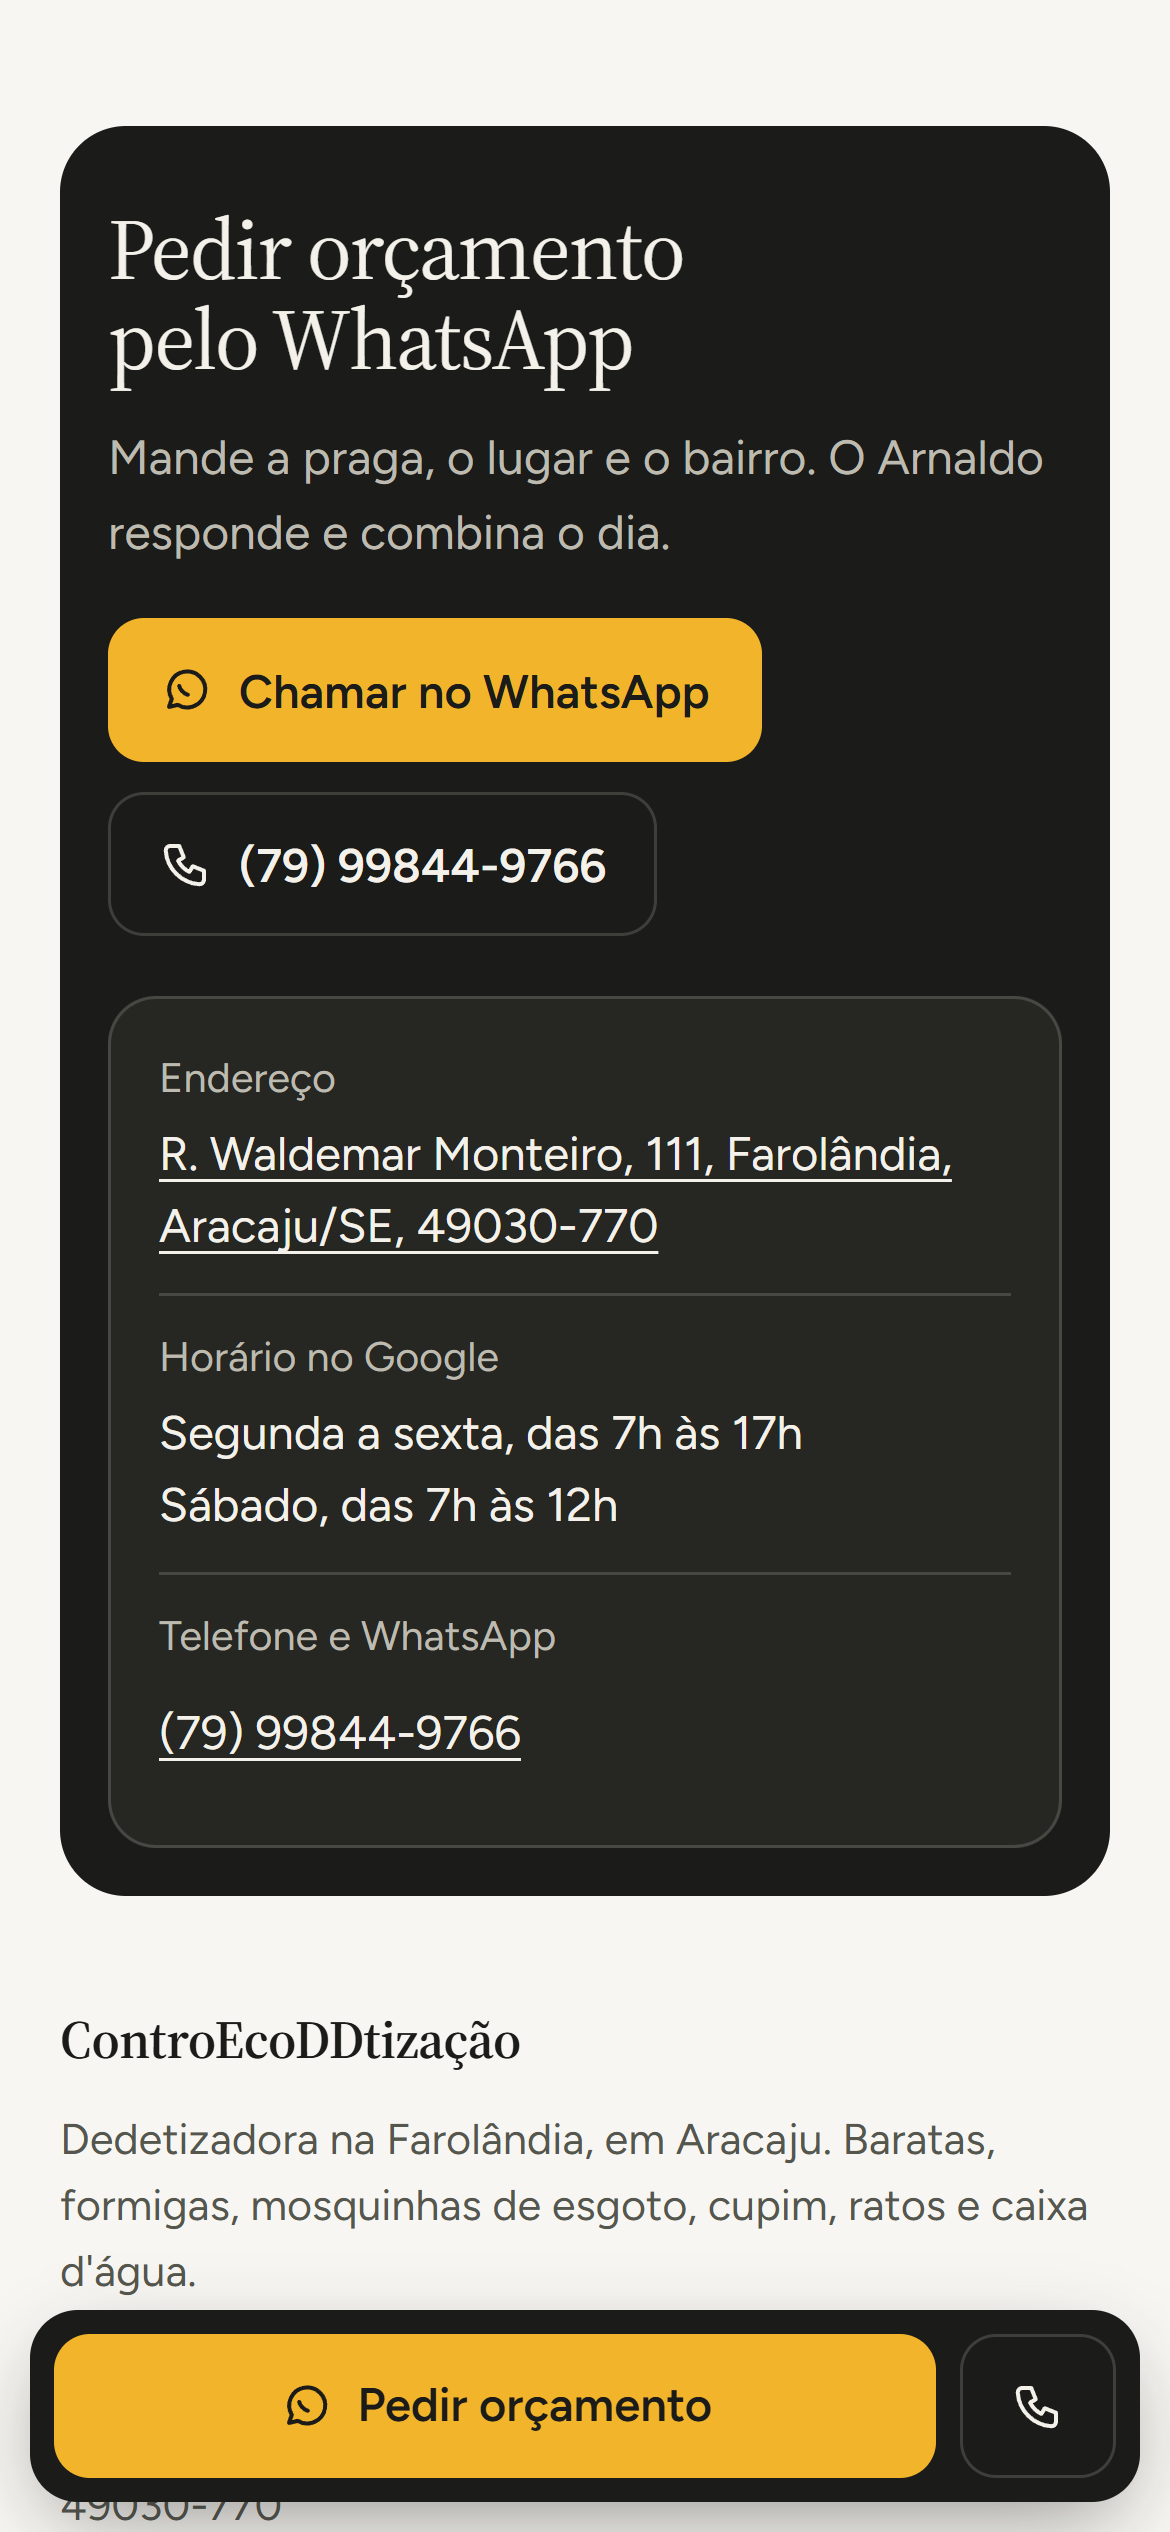 Pedir orçamento
pelo WhatsApp
Mande a praga, o lugar e o bairro. O Arnaldo
responde e combina o dia.
Chamar no WhatsApp
(79) 99844-9766
Endereço
R. Waldemar Monteiro, 111, Farolândia,
Aracaju/SE, 49030-770
Horário no Google
Segunda a sexta, das 7h às 17h
Sábado, das 7h às 12h
Telefone e WhatsApp
(79) 99844-9766
ControEcoDDtização
Dedetizadora na Farolândia, em Aracaju. Baratas,
formigas, mosquinhas de esgoto, cupim, ratos e caixa
d'água.
Pedir orçamento
49030-770